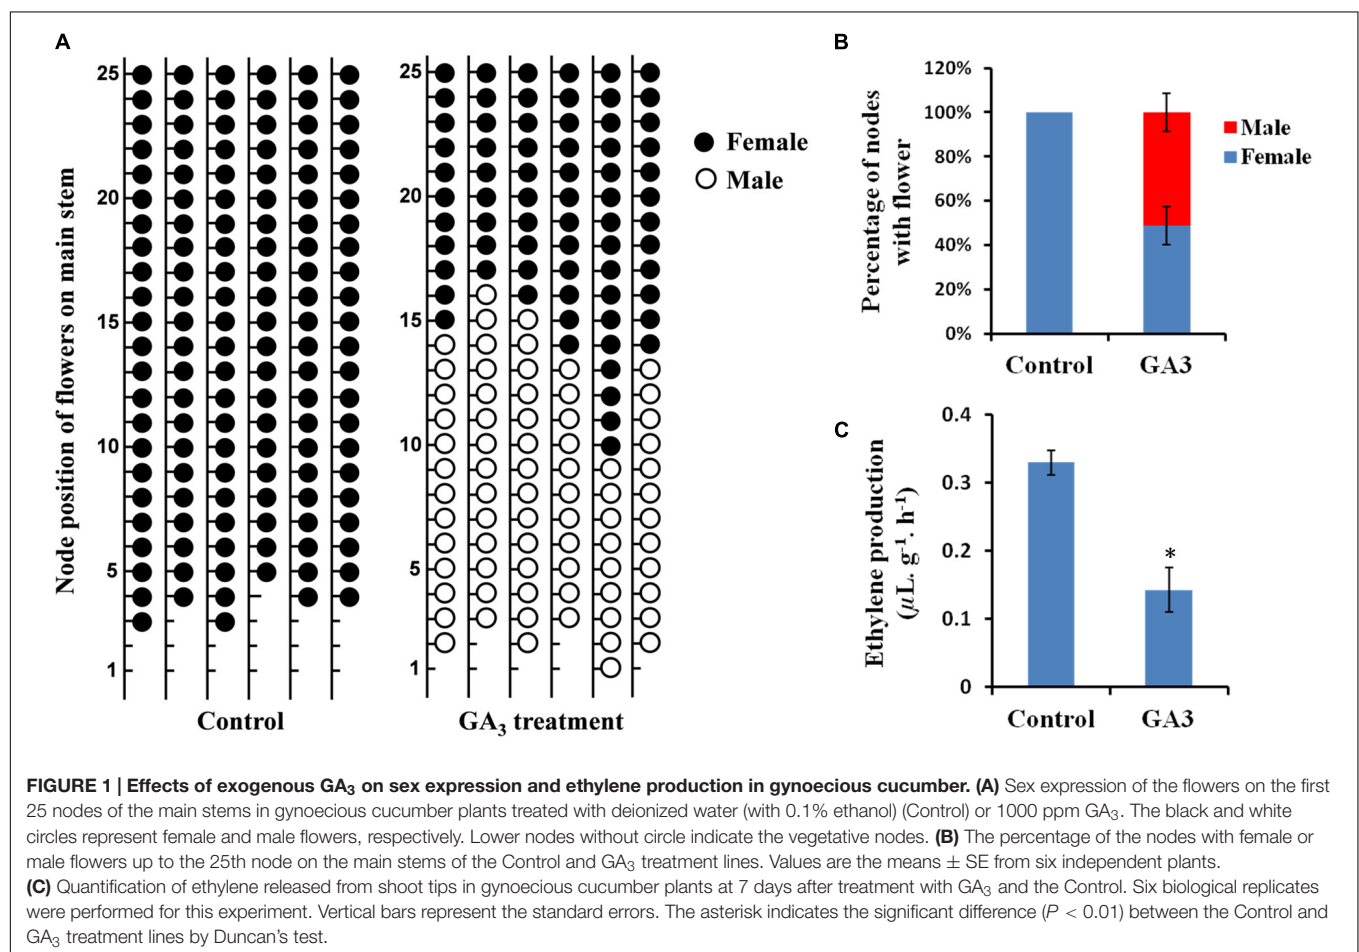 A
25
20
15
10
5
1
Node position of flowers on main stem
Control
25
20
15
10
5
1
GA3 treatment
Female
Male
B
120%
100%
80%
60%
40%
20%
0%
Percentage of nodes
with flower
Control
GA3
Male
Female
C
0.4
0.3
0.2
0.1
0
Ethylene production
(μL. g-1. h-1)
*
Control
GA3
FIGURE 1 | Effects of exogenous GA3 on sex expression and ethylene production in gynoecious cucumber. (A) Sex expression of the flowers on the first
25 nodes of the main stems in gynoecious cucumber plants treated with deionized water (with 0.1% ethanol) (Control) or 1000 ppm GA3. The black and white
circles represent female and male flowers, respectively. Lower nodes without circle indicate the vegetative nodes. (B) The percentage of the nodes with female or
male flowers up to the 25th node on the main stems of the Control and GA3 treatment lines. Values are the means ± SE from six independent plants.
(C) Quantification of ethylene released from shoot tips in gynoecious cucumber plants at 7 days after treatment with GA3 and the Control. Six biological replicates
were performed for this experiment. Vertical bars represent the standard errors. The asterisk indicates the significant difference (P < 0.01) between the Control and
GA3 treatment lines by Duncan's test.